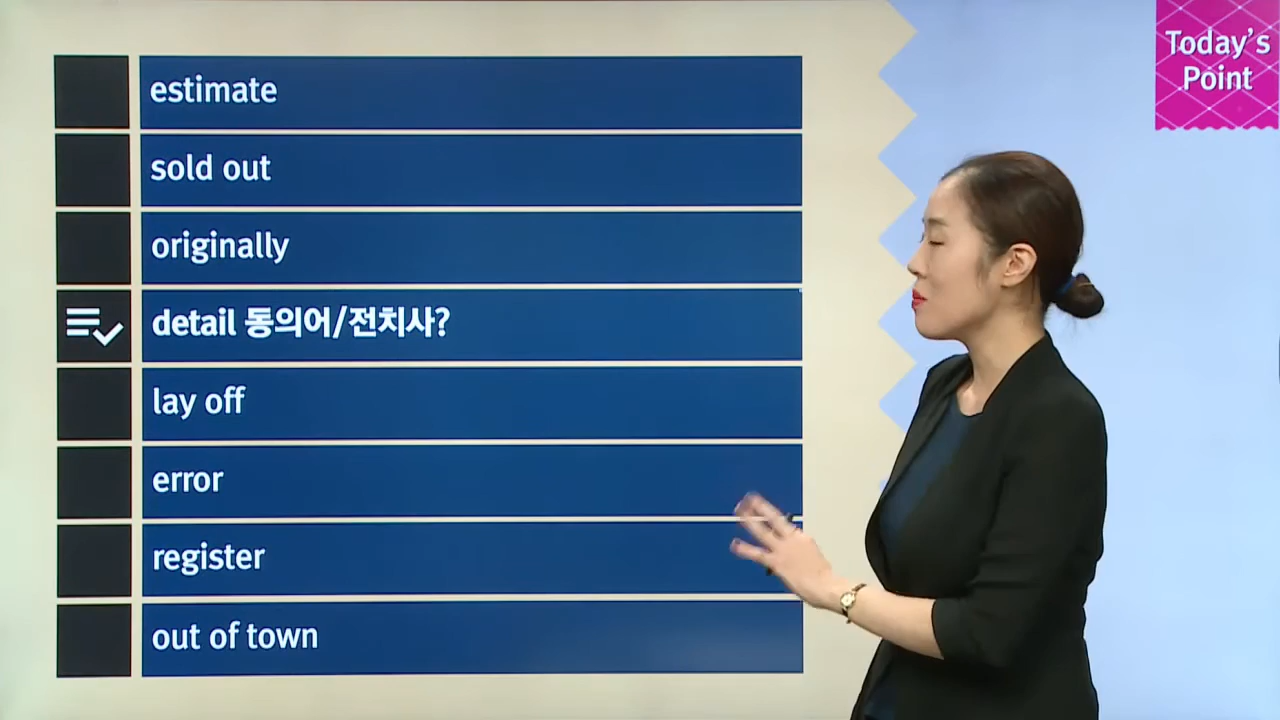 Today's
Point
estimate
sold out
originally
detail 동의어/전치사?
lay off
error
register
out of town